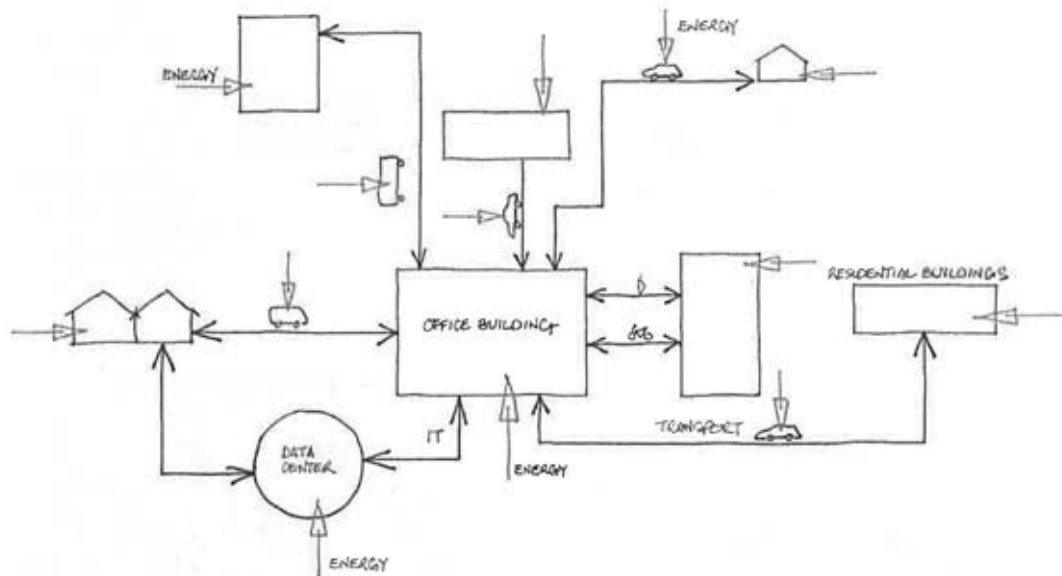 ENERGY
ENERGY
RESIDENTIAL BUILDINGS
OFFICE BUILDING
TRANSPORT
IT
DATA
CENTER
ENERGY
ENERGY